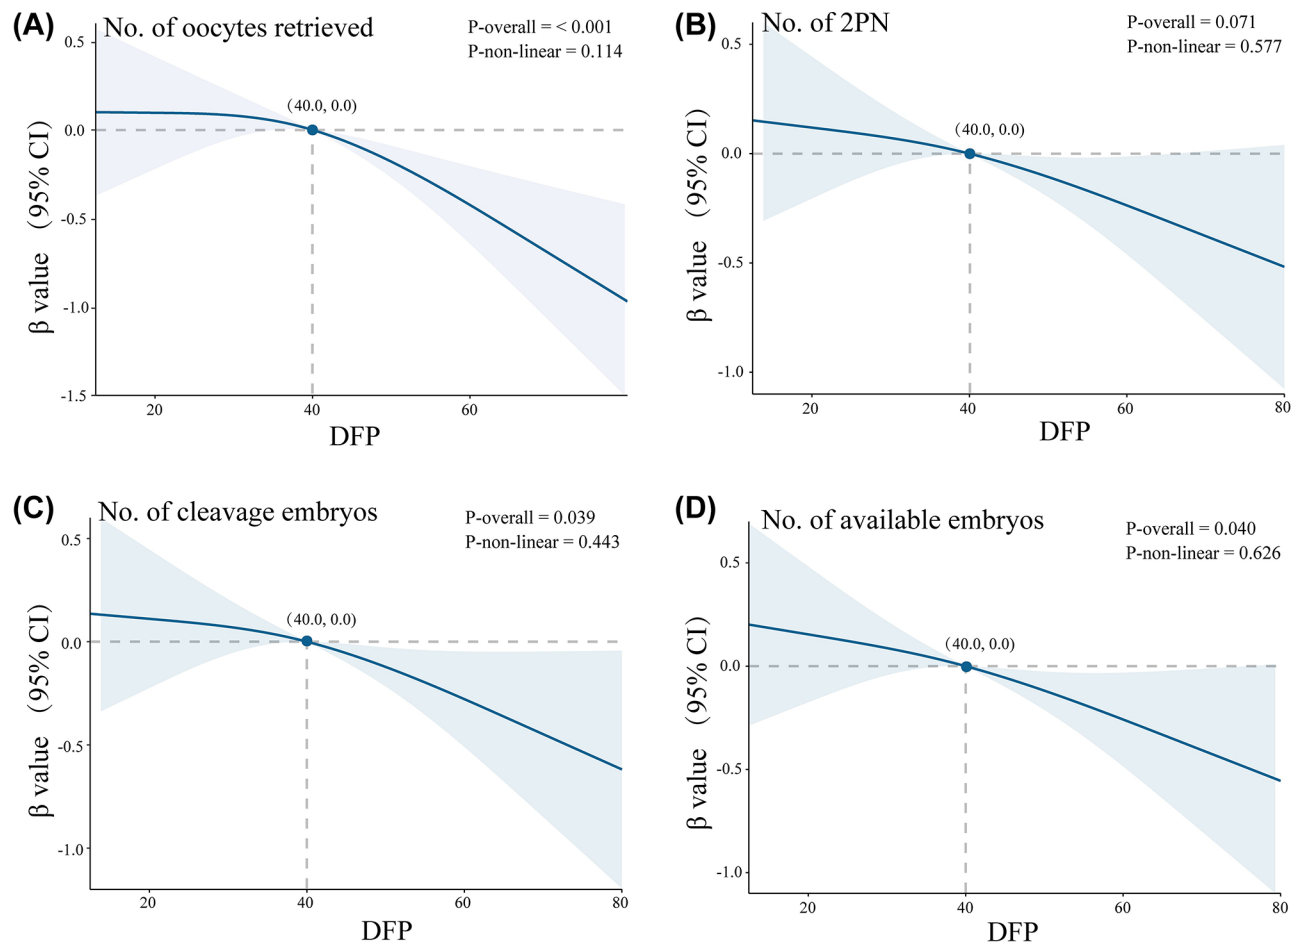 (A) No. of oocytes retrieved
P-overall = < 0.001
P-non-linear = 0.114
(40.0, 0.0)
β value (95% CI)
0.5
0.0
-0.5
-1.0
-1.5
20
40
60
DFP
(B) No. of 2PN
P-overall = 0.071
P-non-linear = 0.577
(40.0, 0.0)
β value (95% CI)
0.5
0.0
-0.5
-1.0
20
40
60
80
DFP
(C) No. of cleavage embryos
P-overall = 0.039
P-non-linear = 0.443
(40.0, 0.0)
β value (95% CI)
0.5
0.0
-0.5
-1.0
20
40
60
80
DFP
(D) No. of available embryos
P-overall = 0.040
P-non-linear = 0.626
(40.0, 0.0)
β value (95% CI)
0.5
0.0
-0.5
-1.0
20
40
60
80
DFP